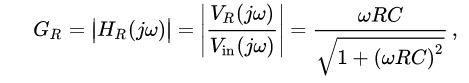 G_R = |H_R(jω)| = |V_R(jω) / V_in(jω)| = ωRC / √(1 + (ωRC)²) ,